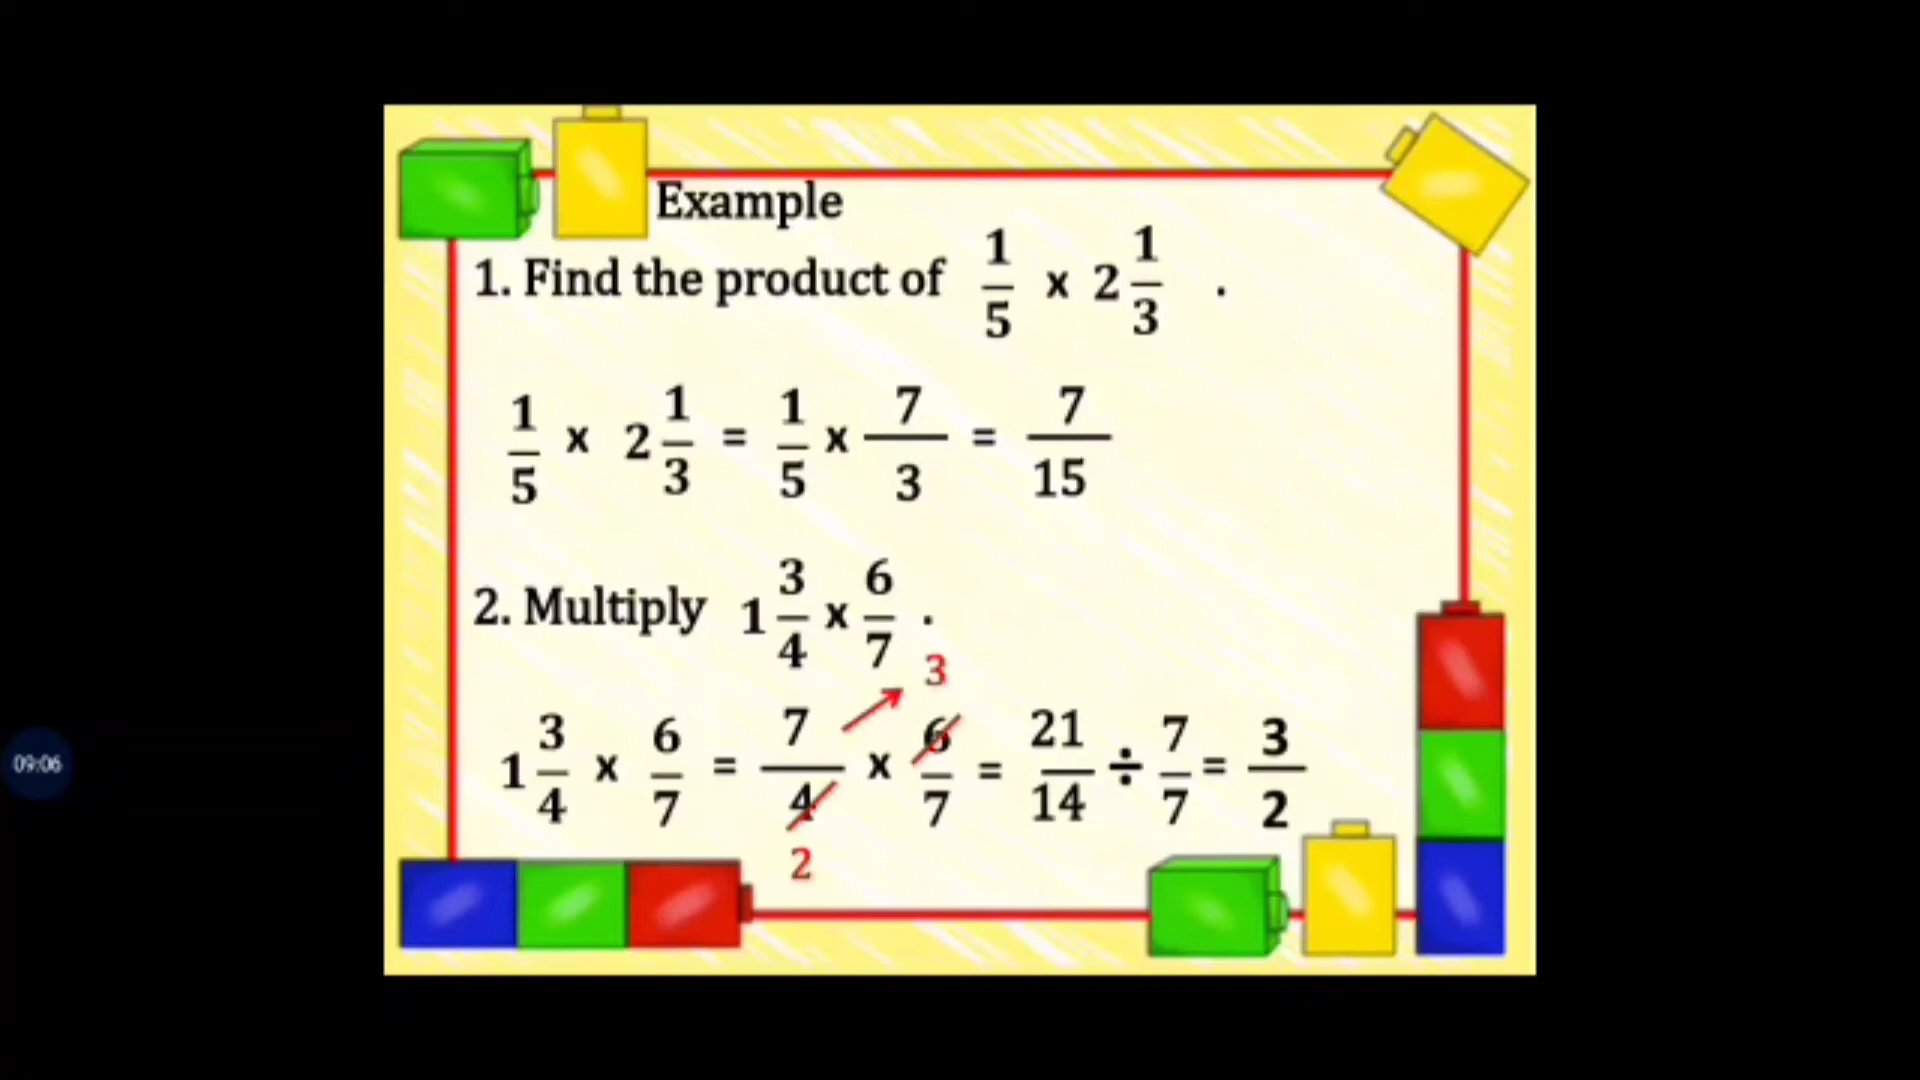 Example
1. Find the product of 1/5 x 2 1/3 .
1/5 x 2 1/3 = 1/5 x 7/3 = 7/15
2. Multiply 1 3/4 x 6/7 .
3
1 3/4 x 6/7 = 7/4 x 6/7 = 21/14 ÷ 7/7 = 3/2
2
09:06